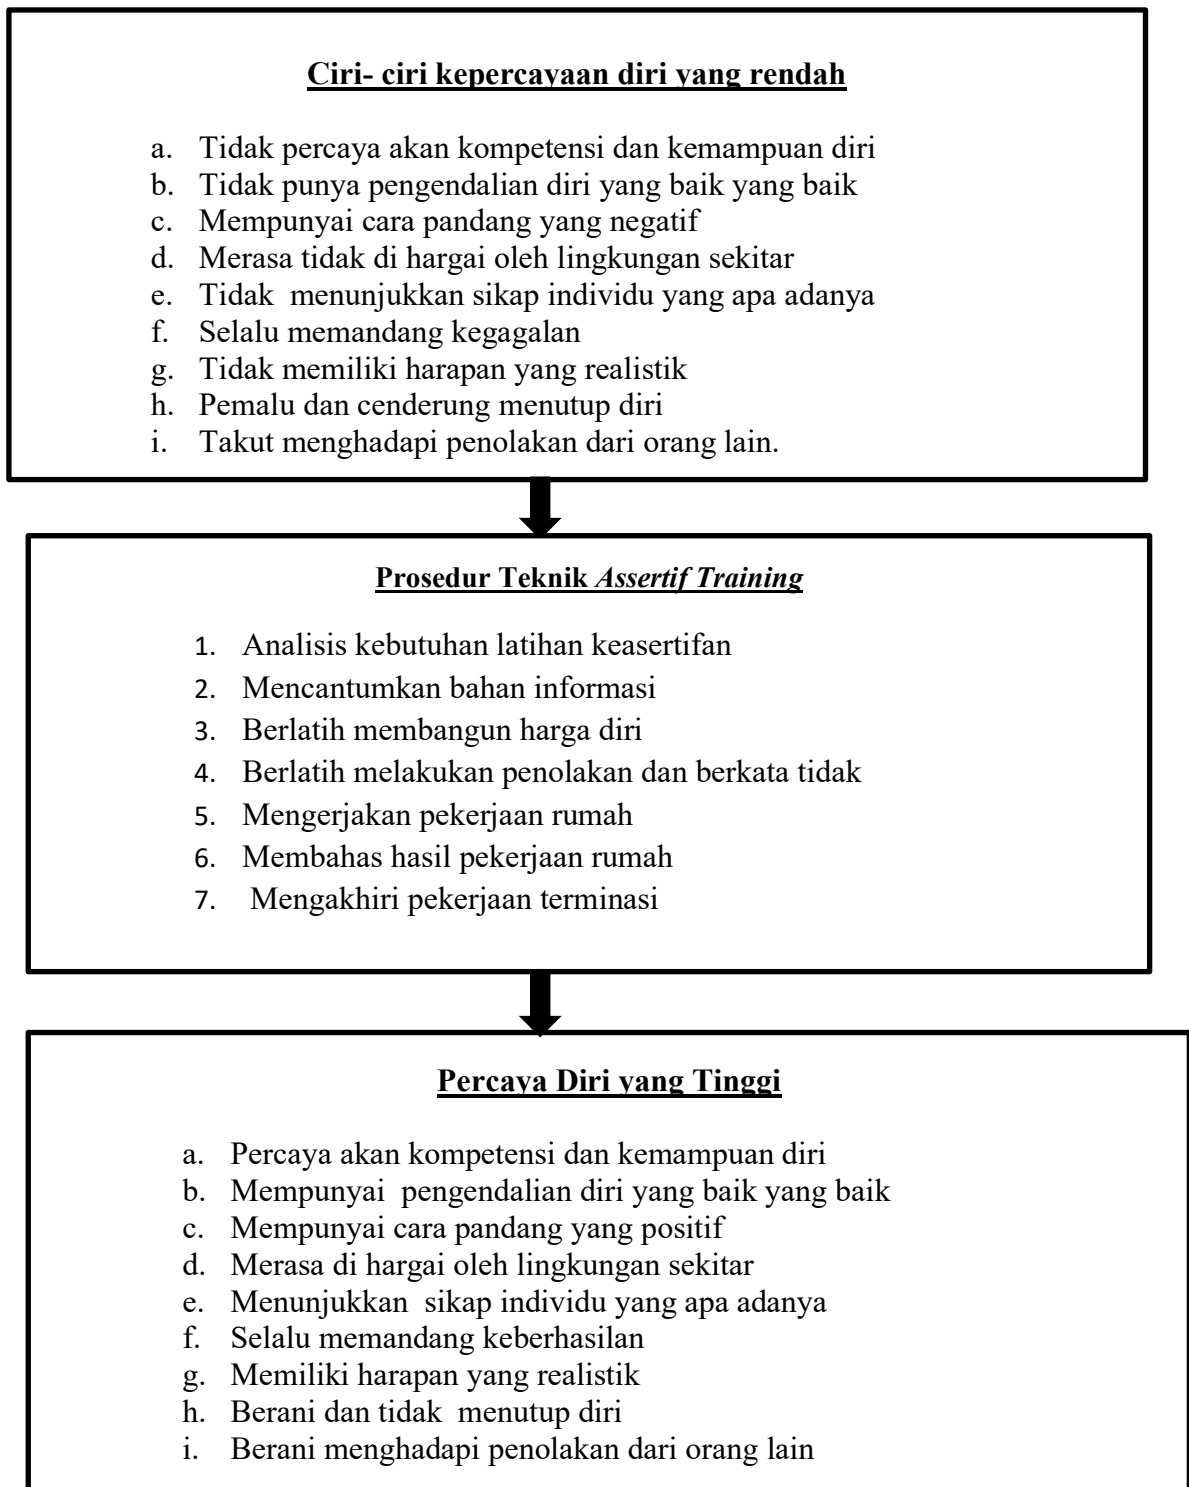 Ciri- ciri kepercayaan diri yang rendah
a. Tidak percaya akan kompetensi dan kemampuan diri
b. Tidak punya pengendalian diri yang baik yang baik
c. Mempunyai cara pandang yang negatif
d. Merasa tidak di hargai oleh lingkungan sekitar
e. Tidak menunjukkan sikap individu yang apa adanya
f. Selalu memandang kegagalan
g. Tidak memiliki harapan yang realistik
h. Pemalu dan cenderung menutup diri
i. Takut menghadapi penolakan dari orang lain.
Prosedur Teknik Assertif Training
1. Analisis kebutuhan latihan keasertifan
2. Mencantumkan bahan informasi
3. Berlatih membangun harga diri
4. Berlatih melakukan penolakan dan berkata tidak
5. Mengerjakan pekerjaan rumah
6. Membahas hasil pekerjaan rumah
7. Mengakhiri pekerjaan terminasi
Percaya Diri yang Tinggi
a. Percaya akan kompetensi dan kemampuan diri
b. Mempunyai pengendalian diri yang baik yang baik
c. Mempunyai cara pandang yang positif
d. Merasa di hargai oleh lingkungan sekitar
e. Menunjukkan sikap individu yang apa adanya
f. Selalu memandang keberhasilan
g. Memiliki harapan yang realistik
h. Berani dan tidak menutup diri
i. Berani menghadapi penolakan dari orang lain